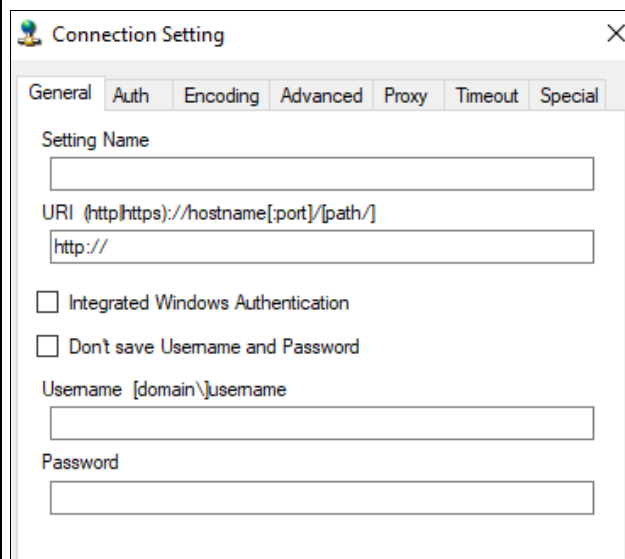 Connection Setting
General Auth Encoding Advanced Proxy Timeout Special
Setting Name
URI (http|https)://hostname[:port]/[path/]
http://
Integrated Windows Authentication
Don't save Username and Password
Username [domain\]username
Password